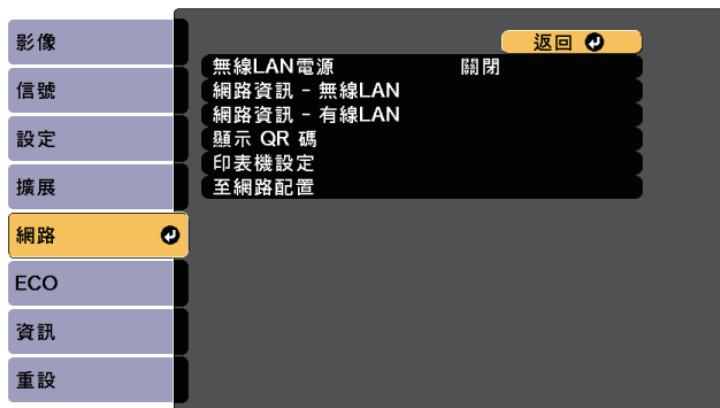 影像
信號
設定
擴展
網路
ECO
資訊
重設
返回
無線LAN電源 關閉
網路資訊 - 無線LAN
網路資訊 - 有線LAN
顯示 QR 碼
印表機設定
至網路配置